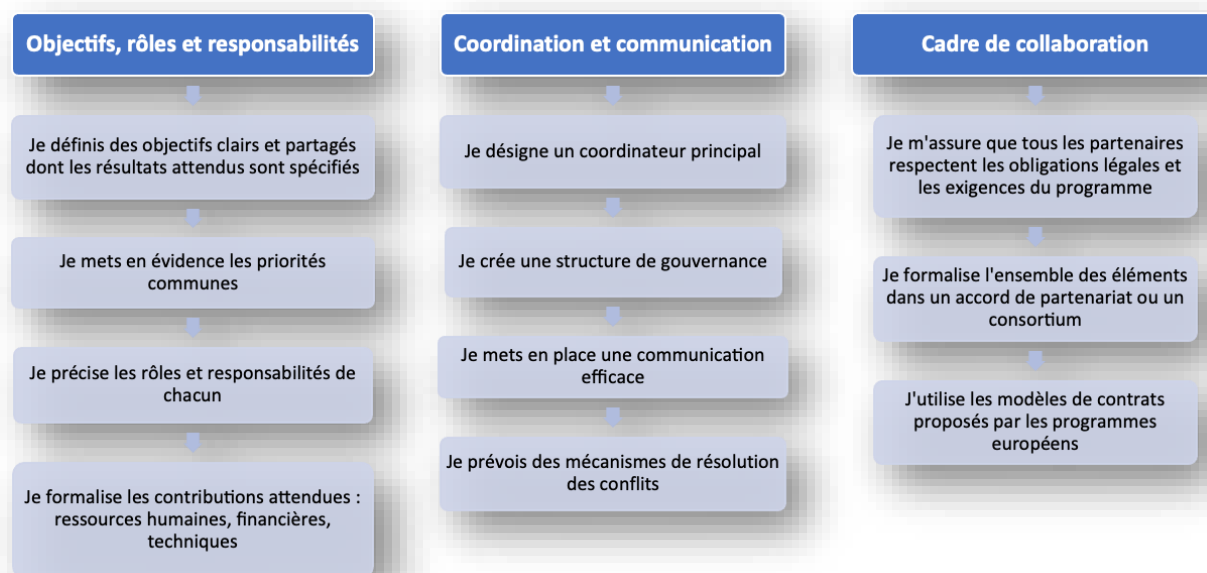 Objectifs, rôles et responsabilités
Je définis des objectifs clairs et partagés
dont les résultats attendus sont spécifiés
Je mets en évidence les priorités
communes
Je précise les rôles et responsabilités de
chacun
Je formalise les contributions attendues :
ressources humaines, financières,
techniques
Coordination et communication
Je désigne un coordinateur principal
Je crée une structure de gouvernance
Je mets en place une communication
efficace
Je prévois des mécanismes de résolution
des conflits
Cadre de collaboration
Je m'assure que tous les partenaires
respectent les obligations légales et
les exigences du programme
Je formalise l'ensemble des éléments
dans un accord de partenariat ou un
consortium
J'utilise les modèles de contrats
proposés par les programmes
européens